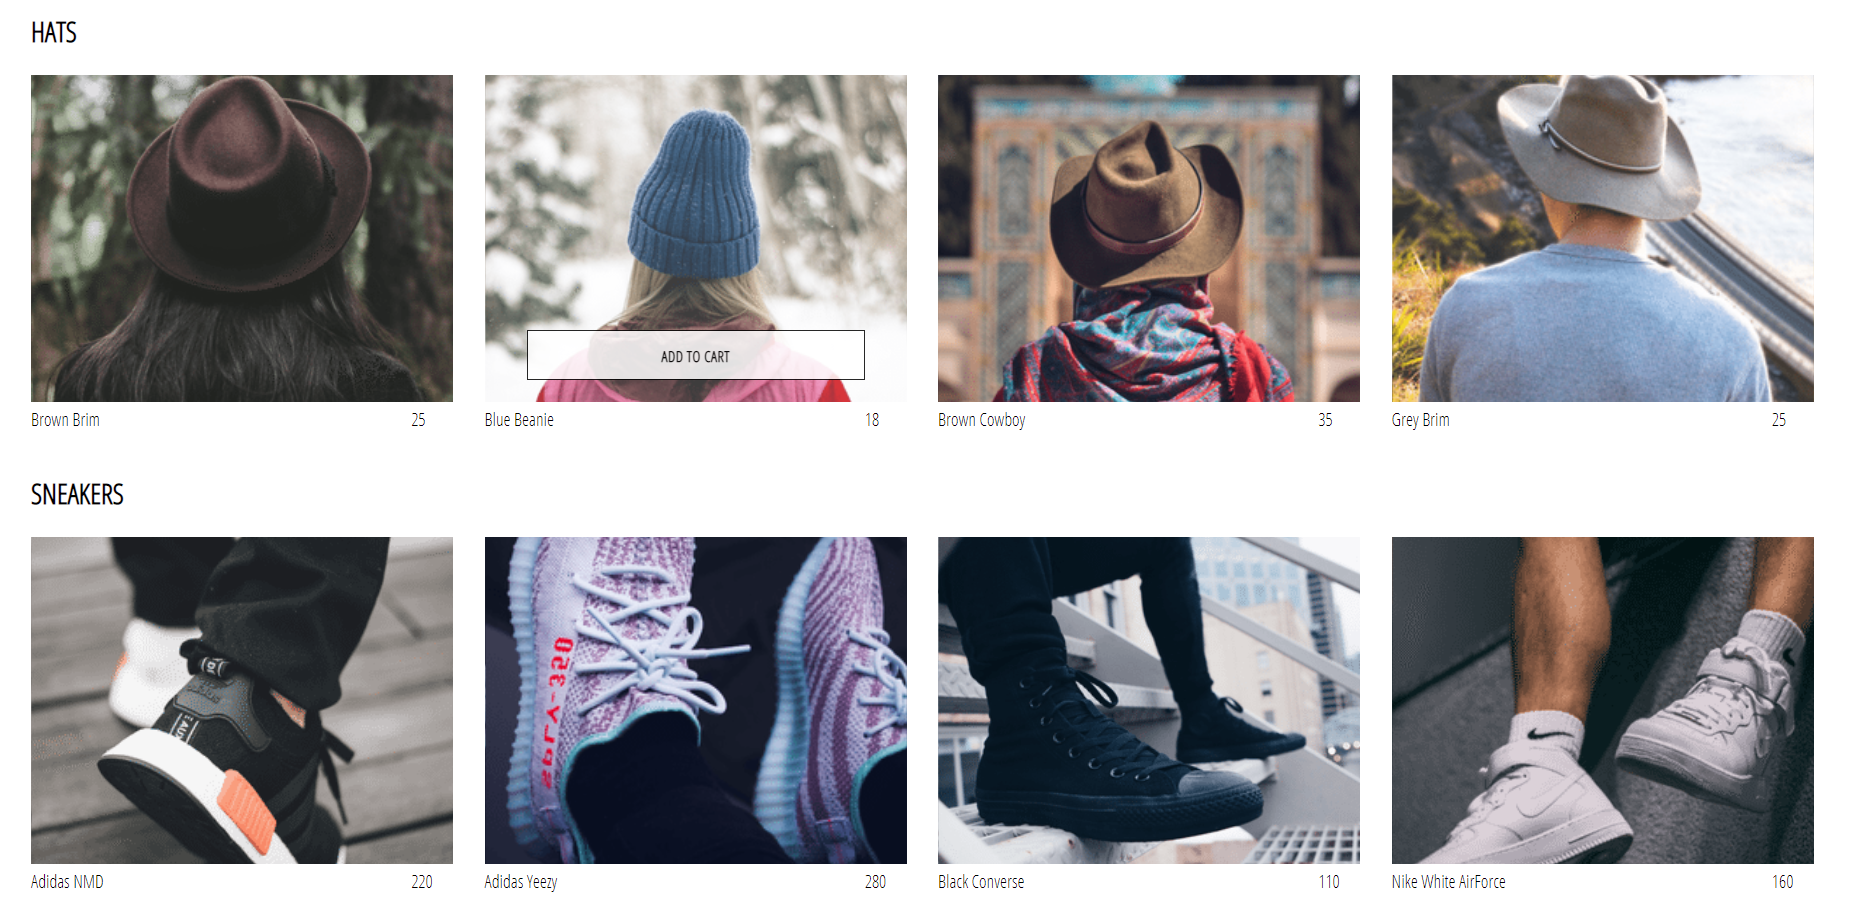 HATS
ADD TO CART
Brown Brim 25
Blue Beanie 18
Brown Cowboy 35
Grey Brim 25
SNEAKERS
SPLY-350
Adidas NMD 220
Adidas Yeezy 280
Black Converse 110
Nike White AirForce 160